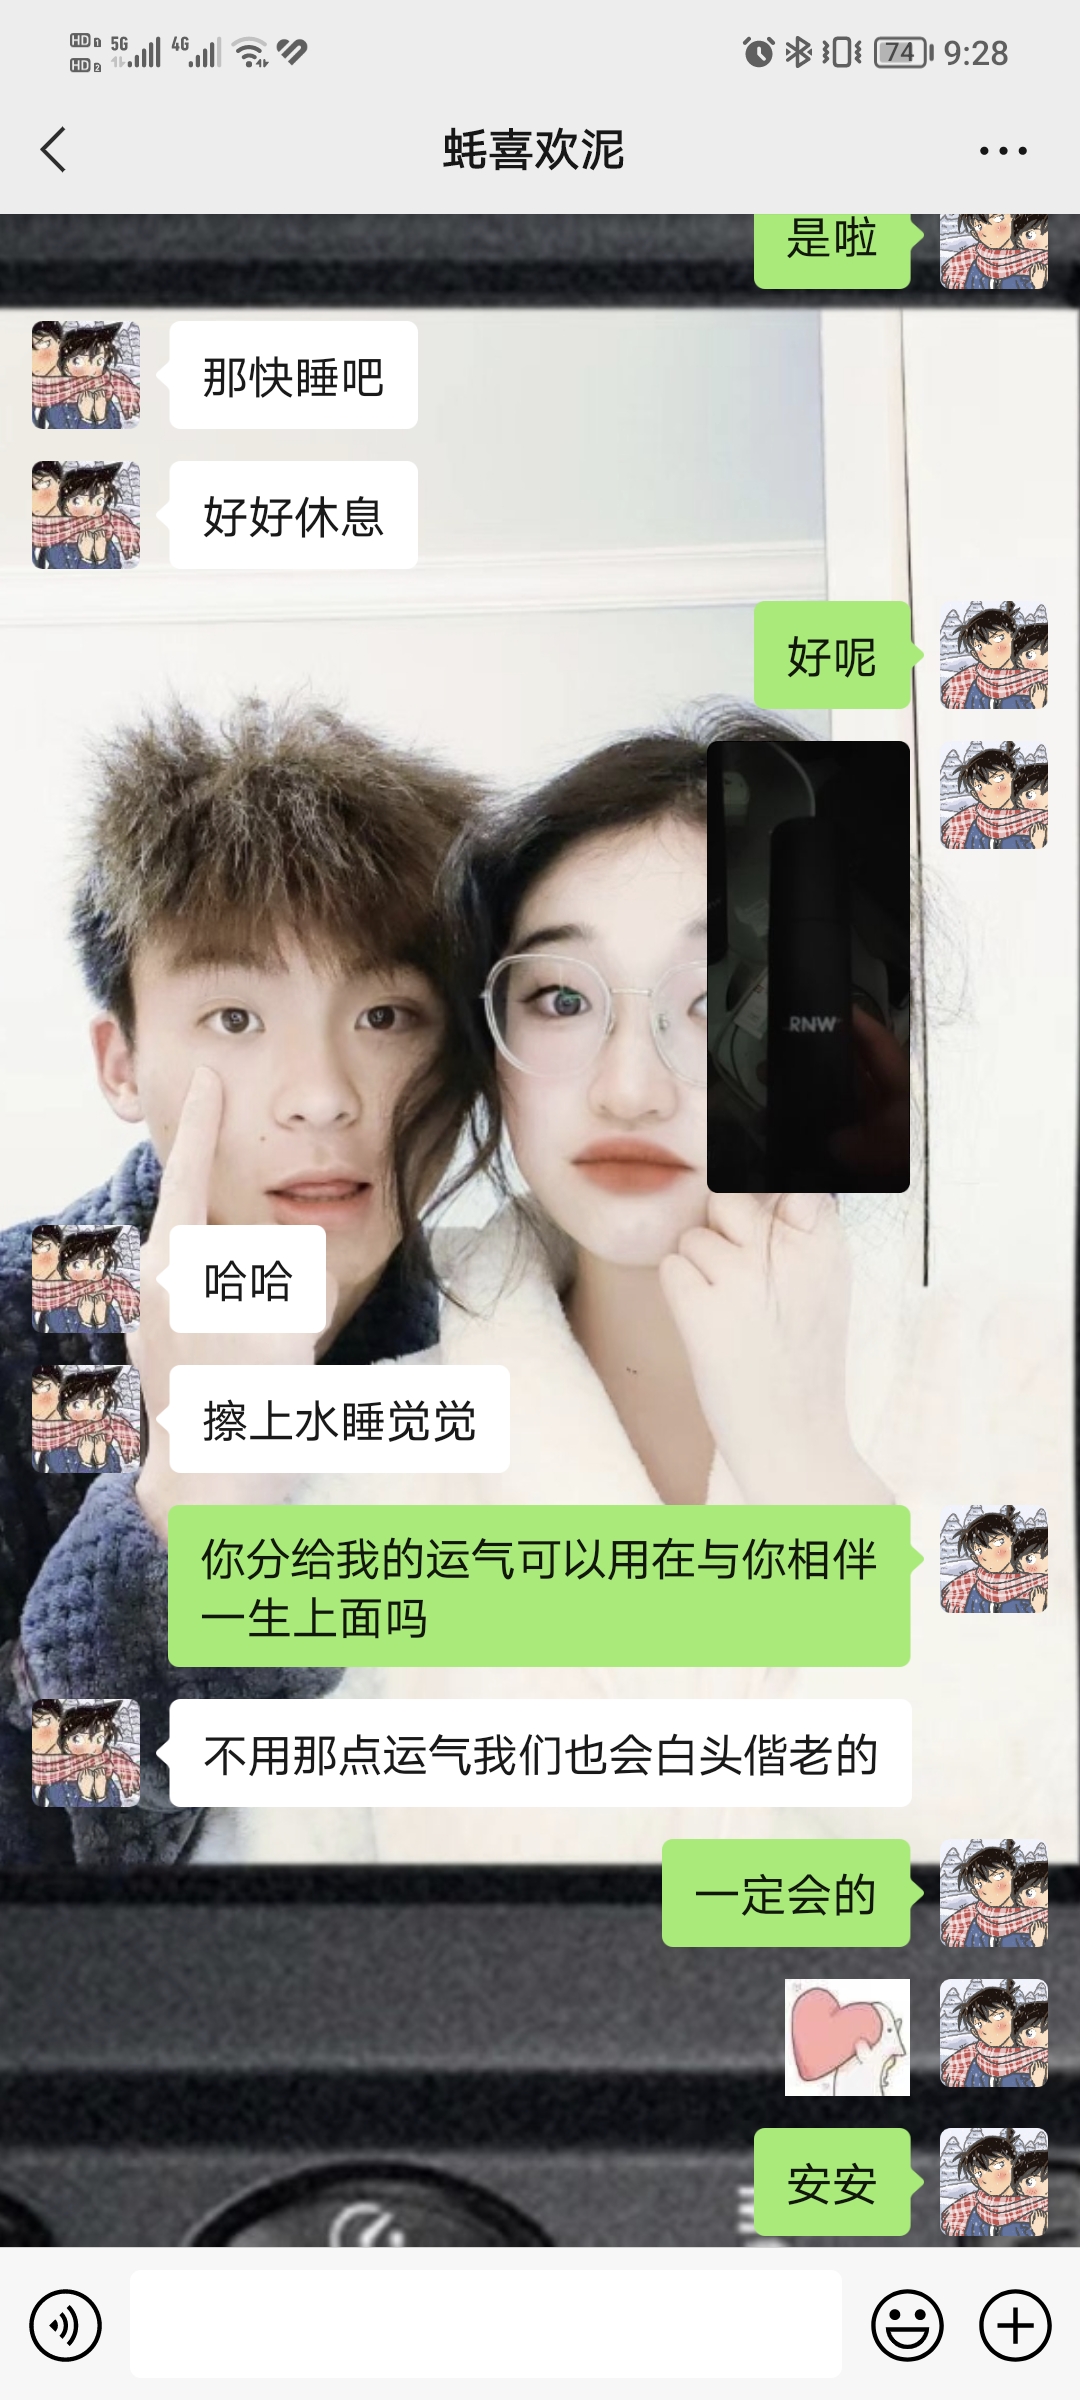 HD 1 5G 4G
HD 2
74 9:28
蚝喜欢泥
是啦
那快睡吧
好好休息
好呢
RNW
哈哈
擦上水睡觉觉
你分给我的运气可以用在与你相伴
一生上面吗
不用那点运气我们也会白头偕老的
一定会的
安安